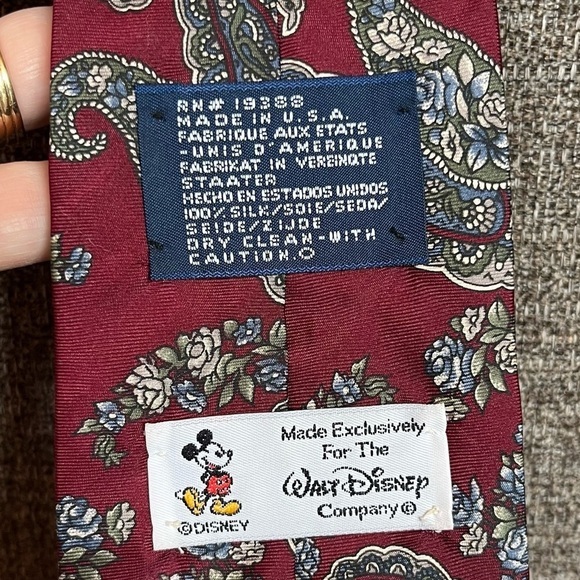 RN# 19388
MADE IN U.S.A.
FABRIQUE AUX ETATS
-UNIS D'AMERIQUE
FABRIKAT IN VEREINQTE
STAATER
HECHO EN ESTADOS UNIDOS
100% SILK/SOIE/SEDA/
SEIDE/ZIJDE
DRY CLEAN-WITH
CAUTION.
Made Exclusively
For The
WALT DISNEY
Company ©
©DISNEY